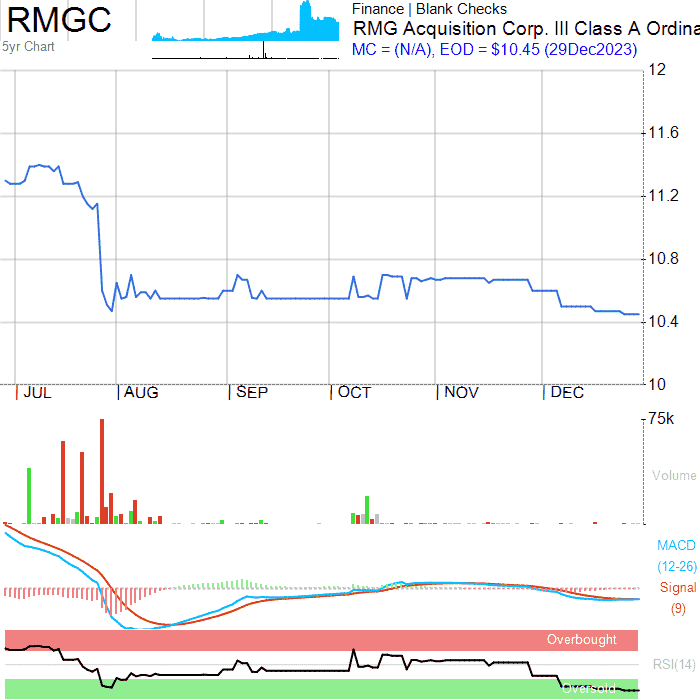 RMGC
5yr Chart
Finance | Blank Checks
RMG Acquisition Corp. III Class A Ordina
MC = (N/A), EOD = $10.45 (29Dec2023)
12
11.6
11.2
10.8
10.4
10
JUL AUG SEP OCT NOV DEC
75k
Volume
MACD
(12-26)
Signal
(9)
Overbought
RSI(14)
Oversold